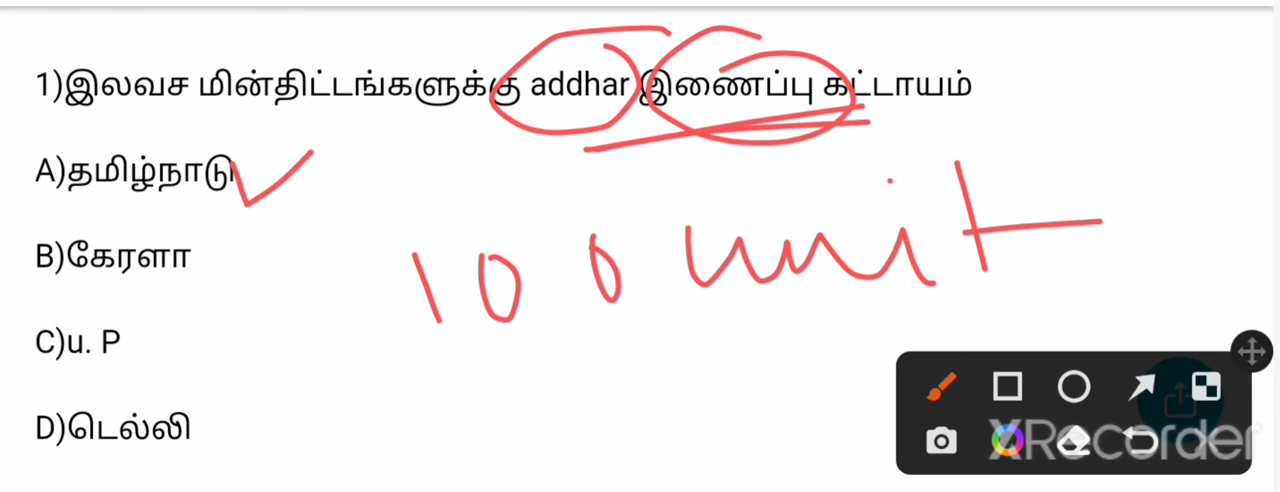 1)இலவச மின்திட்டங்களுக்கு addhar இணைப்பு கட்டாயம்
A)தமிழ்நாடு
B)கேரளா
100 unit
C)u. P
D)டெல்லி
XRecorder